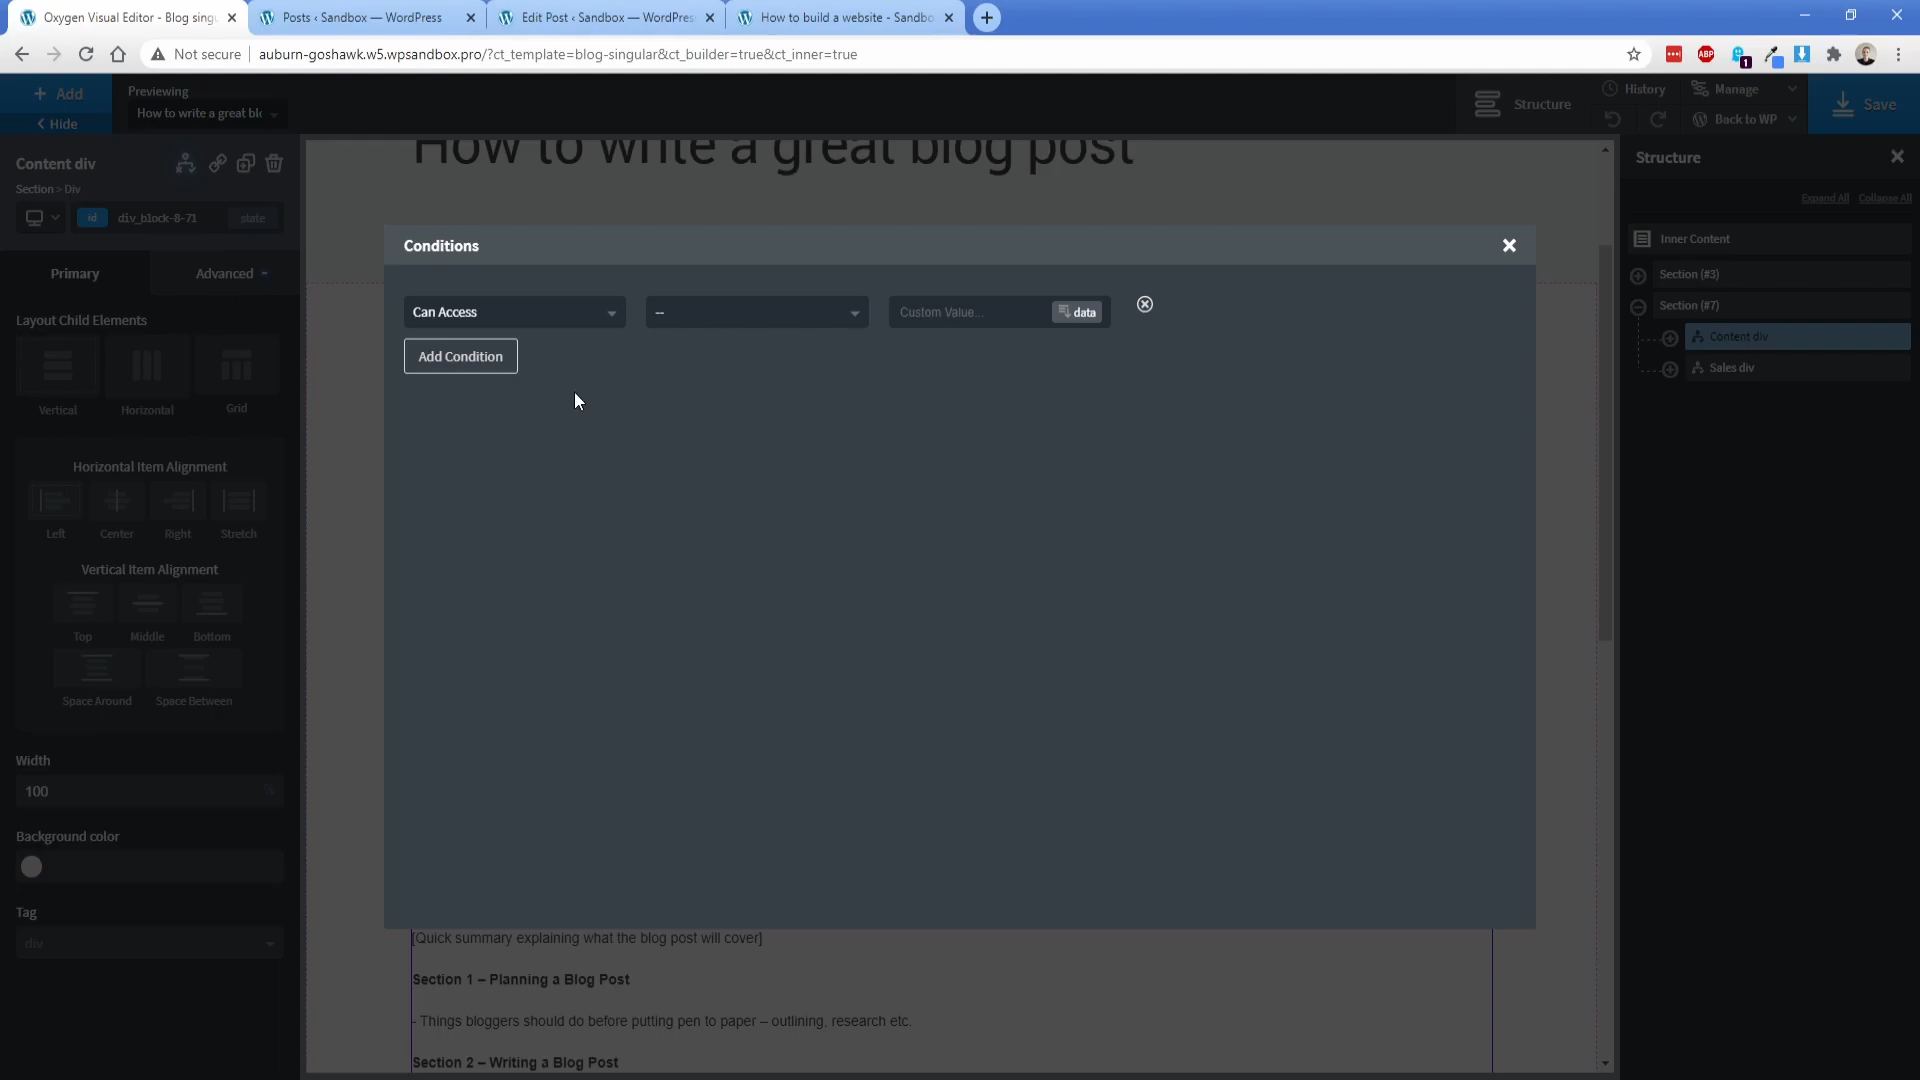 Oxygen Visual Editor - Blog singu
Posts ‹ Sandbox — WordPress
Edit Post ‹ Sandbox — WordPress
How to build a website - Sandbo
Not secure
auburn-goshawk.w5.wpsandbox.pro/?ct_template=blog-singular&ct_builder=true&ct_inner=true
ABP
1
+ Add
Hide
Previewing
How to write a great blo
Structure
History
Manage
Back to WP
Save
Content div
Section > Div
id
div_block-8-71
state
Primary
Advanced
Layout Child Elements
Vertical
Horizontal
Grid
Horizontal Item Alignment
Left
Center
Right
Stretch
Vertical Item Alignment
Top
Middle
Bottom
Space Around
Space Between
Width
100
%
Background color
Tag
div
How to write a great blog post
Conditions
Can Access
--
Custom Value...
data
Add Condition
[Quick summary explaining what the blog post will cover]
Section 1 – Planning a Blog Post
- Things bloggers should do before putting pen to paper – outlining, research etc.
Section 2 – Writing a Blog Post
Structure
Expand All
Collapse All
Inner Content
Section (#3)
Section (#7)
Content div
Sales div